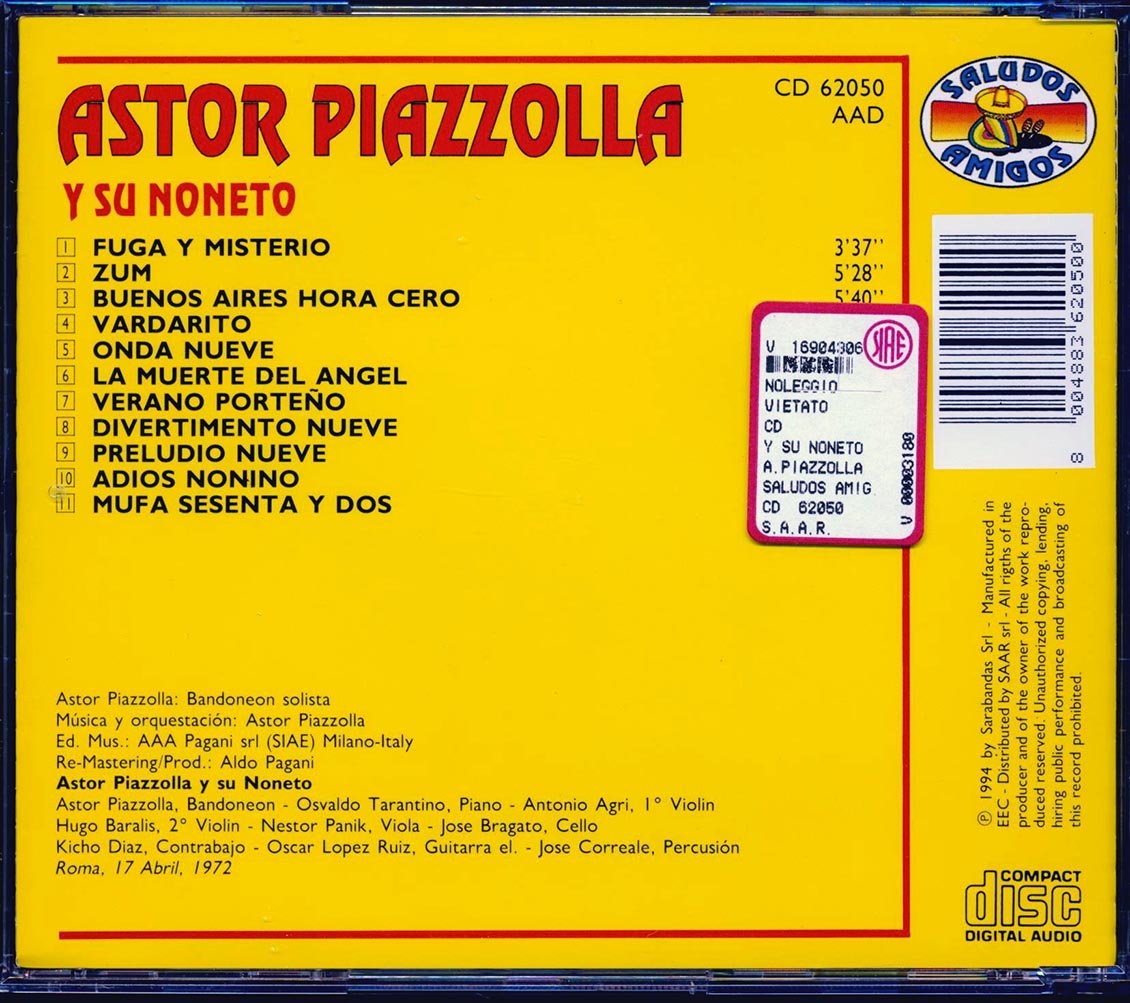 ASTOR PIAZZOLLA
Y SU NONETO
CD 62050
AAD
SALUDOS
AMIGOS
1 FUGA Y MISTERIO 3'37''
2 ZUM 5'28''
3 BUENOS AIRES HORA CERO 5'40''
4 VARDARITO
5 ONDA NUEVE
6 LA MUERTE DEL ANGEL
7 VERANO PORTEÑO
8 DIVERTIMENTO NUEVE
9 PRELUDIO NUEVE
10 ADIOS NONINO
11 MUFA SESENTA Y DOS
V 16904306
SIAE
NOLEGGIO
VIETATO
CD
Y SU NONETO
A.PIAZZOLLA
SALUDOS AMIG
CD 62050
S.A.A.R.
V 00003180
8 004883 620500
Astor Piazzolla: Bandoneon solista
Música y orquestación: Astor Piazzolla
Ed. Mus.: AAA Pagani srl (SIAE) Milano-Italy
Re-Mastering/Prod.: Aldo Pagani
Astor Piazzolla y su Noneto
Astor Piazzolla, Bandoneon - Osvaldo Tarantino, Piano - Antonio Agri, 1° Violin
Hugo Baralis, 2° Violin - Nestor Panik, Viola - Jose Bragato, Cello
Kicho Diaz, Contrabajo - Oscar Lopez Ruiz, Guitarra el. - Jose Correale, Percusión
Roma, 17 Abril, 1972
℗ 1994 by Sarabandas Srl - Manufactured in
EEC - Distributed by SAAR srl - All rigths of the
producer and of the owner of the work repro-
duced reserved. Unauthorized copying, lending,
hiring public performance and broadcasting of
this record prohibited.
COMPACT
disc
DIGITAL AUDIO